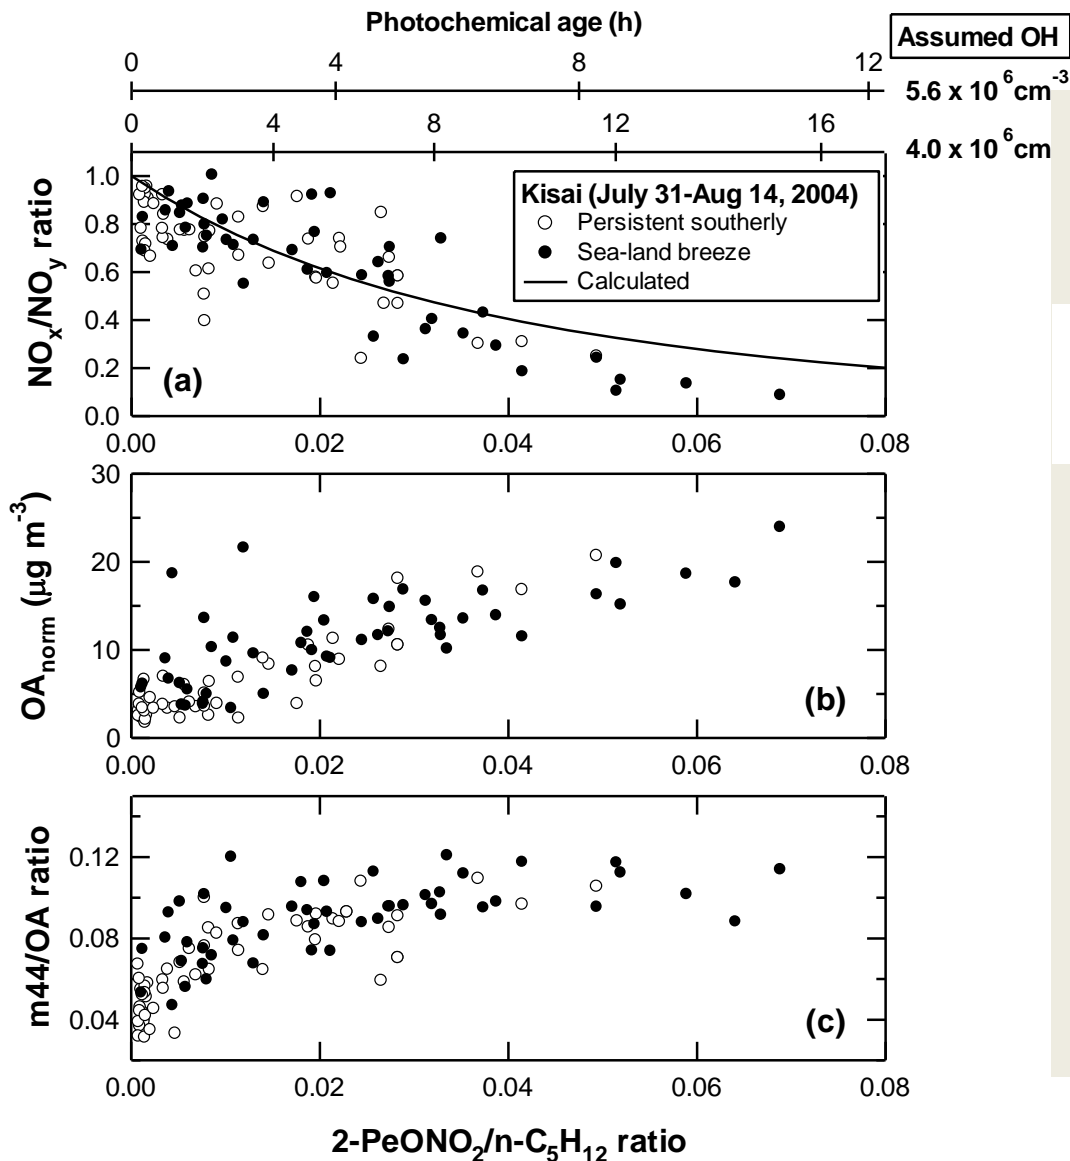 Photochemical age (h)
Assumed OH
0 4 8 12
5.6 x 10⁶ cm⁻³
0 4 8 12 16
4.0 x 10⁶ cm
NOₓ/NOᵧ ratio
1.0
0.8
0.6
0.4
0.2
0.0
Kisai (July 31-Aug 14, 2004)
Persistent southerly
Sea-land breeze
Calculated
(a)
0.00 0.02 0.04 0.06 0.08
OAnorm (μg m⁻³)
30
20
10
0
(b)
0.00 0.02 0.04 0.06 0.08
m44/OA ratio
0.12
0.08
0.04
(c)
0.00 0.02 0.04 0.06 0.08
2-PeONO₂/n-C₅H₁₂ ratio